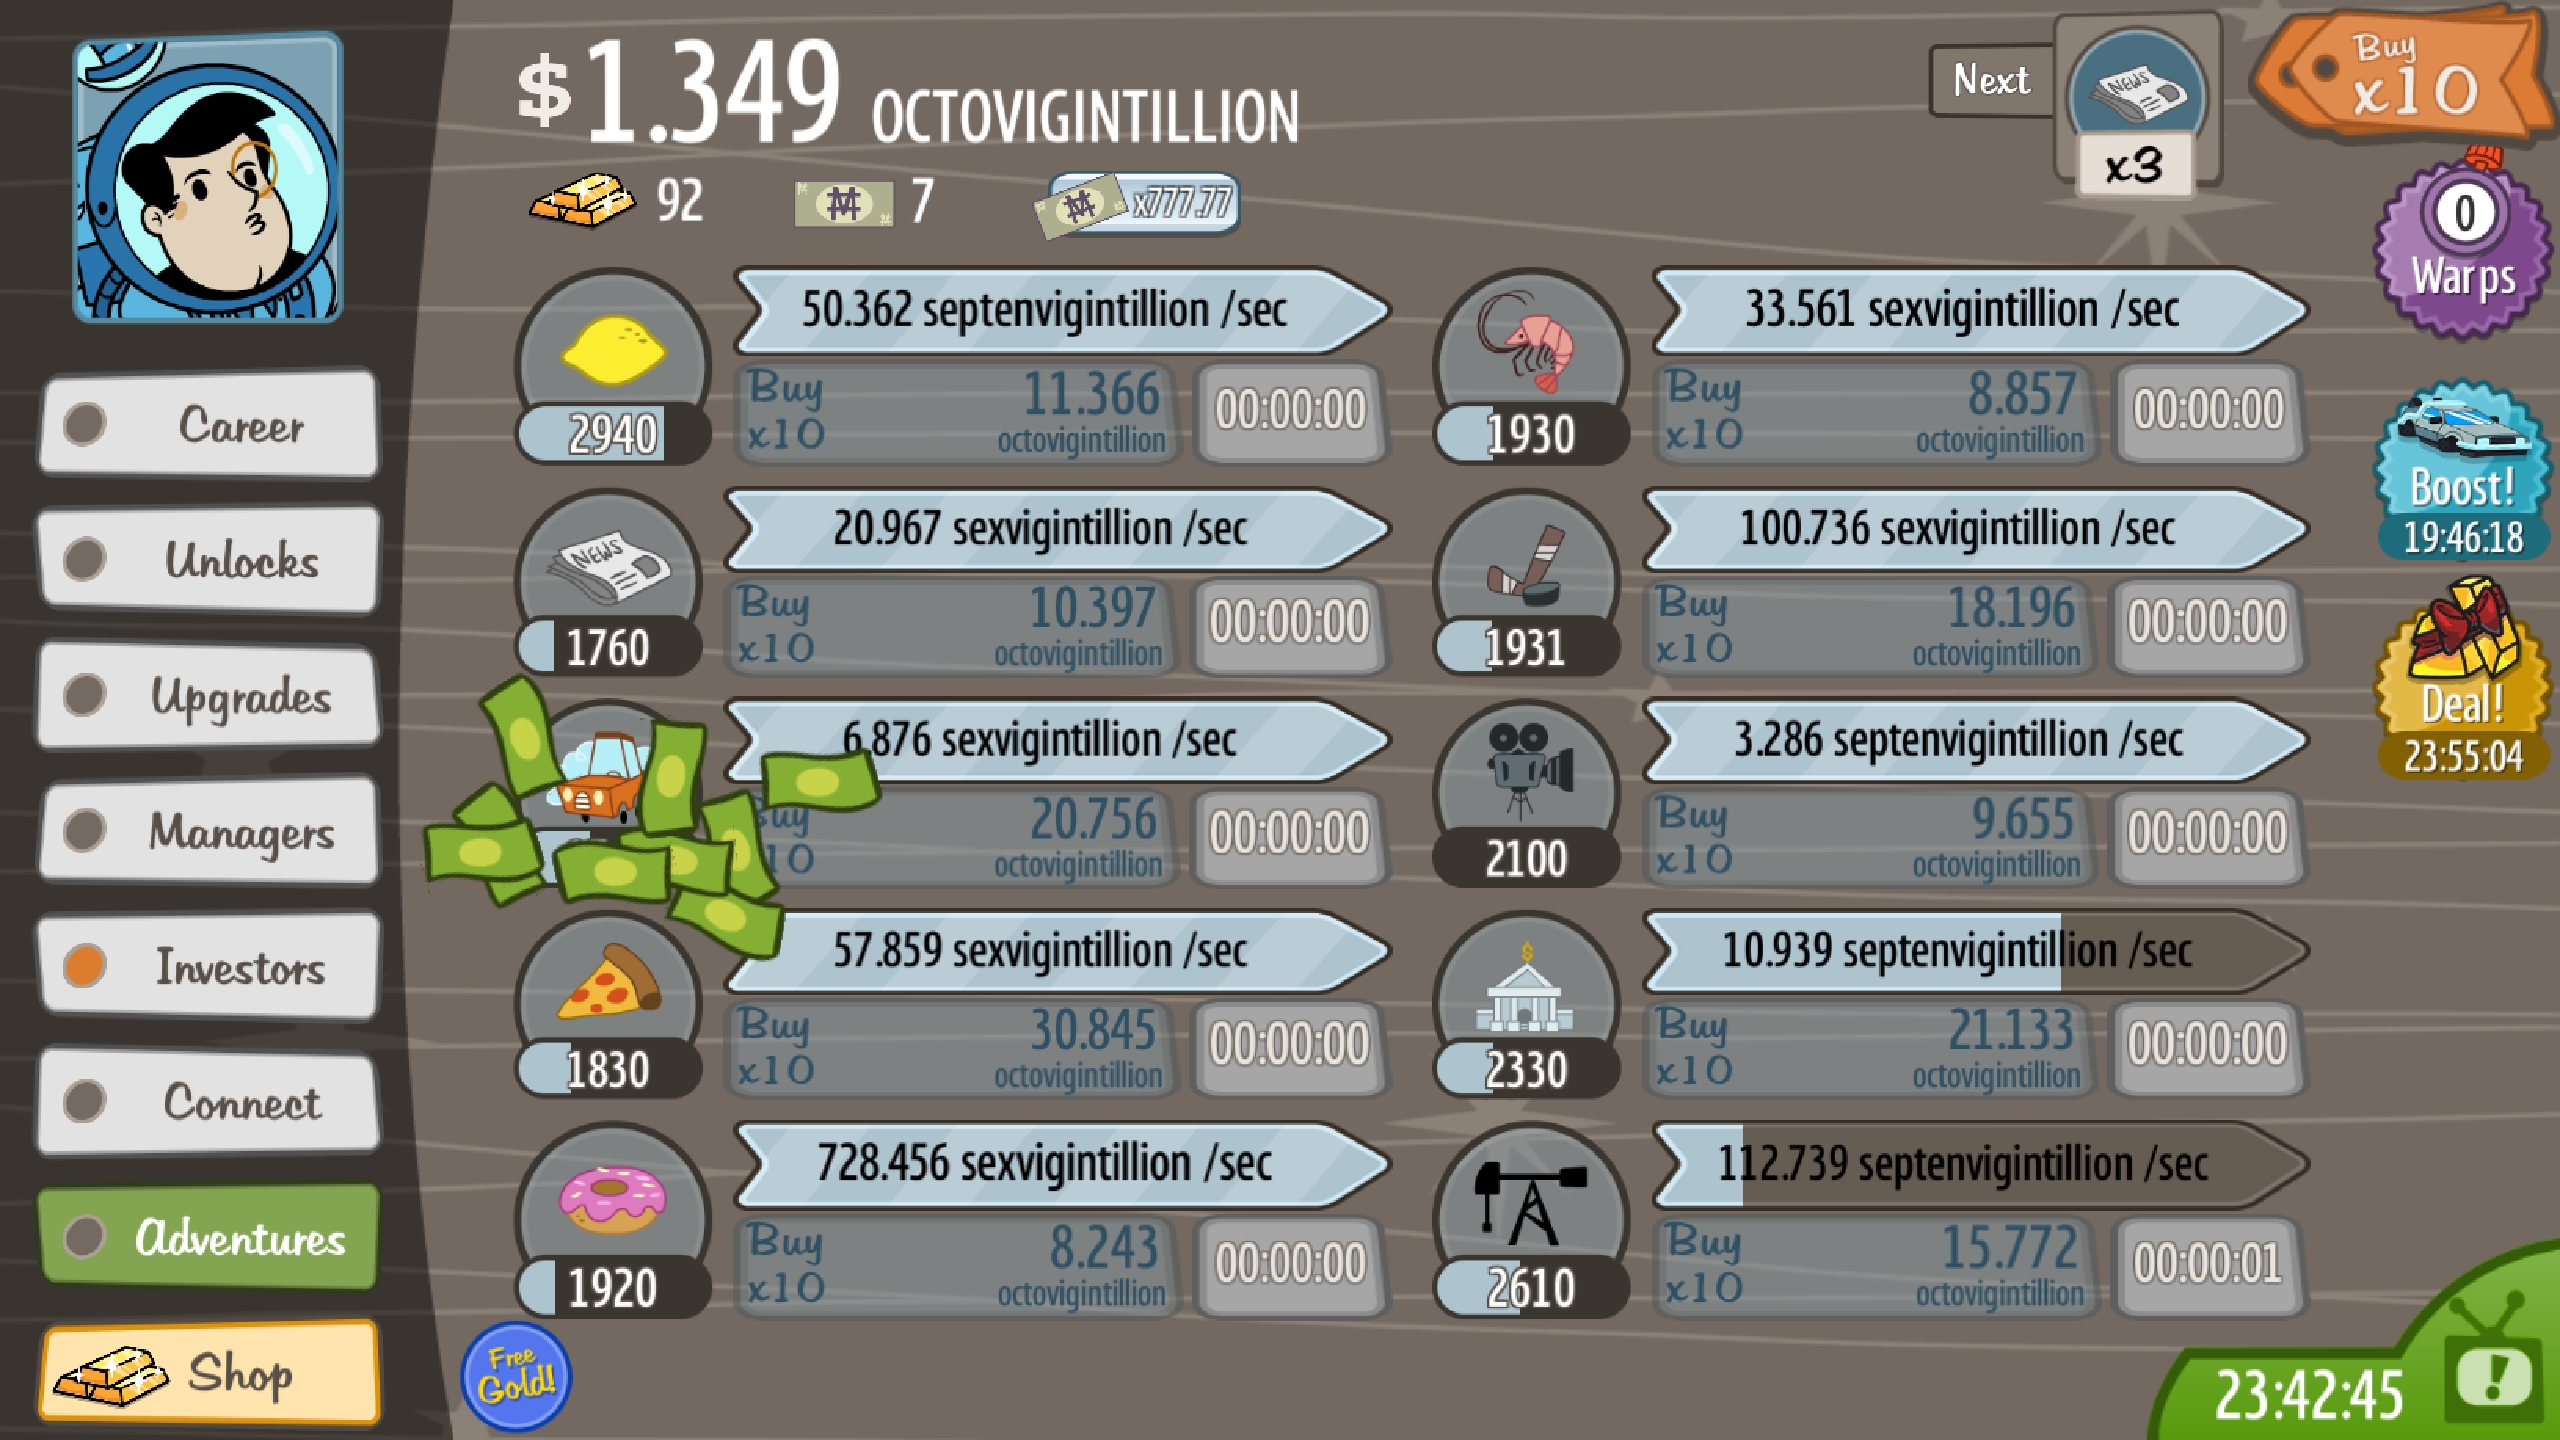 $1.349 OCTOVIGINTILLION
92
7
x777.77
Next
NEWS
x3
Buy
x10
0
Warps
Boost!
19:46:18
Deal!
23:55:04
Career
Unlocks
Upgrades
Managers
Investors
Connect
Adventures
Shop
50.362 septenvigintillion /sec
2940
Buy
x10
11.366
octovigintillion
00:00:00
33.561 sexvigintillion /sec
1930
Buy
x10
8.857
octovigintillion
00:00:00
20.967 sexvigintillion /sec
NEWS
1760
Buy
x10
10.397
octovigintillion
00:00:00
100.736 sexvigintillion /sec
1931
Buy
x10
18.196
octovigintillion
00:00:00
6.876 sexvigintillion /sec
20.756
octovigintillion
00:00:00
3.286 septenvigintillion /sec
2100
Buy
x10
9.655
octovigintillion
00:00:00
57.859 sexvigintillion /sec
1830
Buy
x10
30.845
octovigintillion
00:00:00
10.939 septenvigintillion /sec
2330
Buy
x10
21.133
octovigintillion
00:00:00
728.456 sexvigintillion /sec
1920
Buy
x10
8.243
octovigintillion
00:00:00
112.739 septenvigintillion /sec
2610
Buy
x10
15.772
octovigintillion
00:00:01
Free
Gold!
23:42:45
!